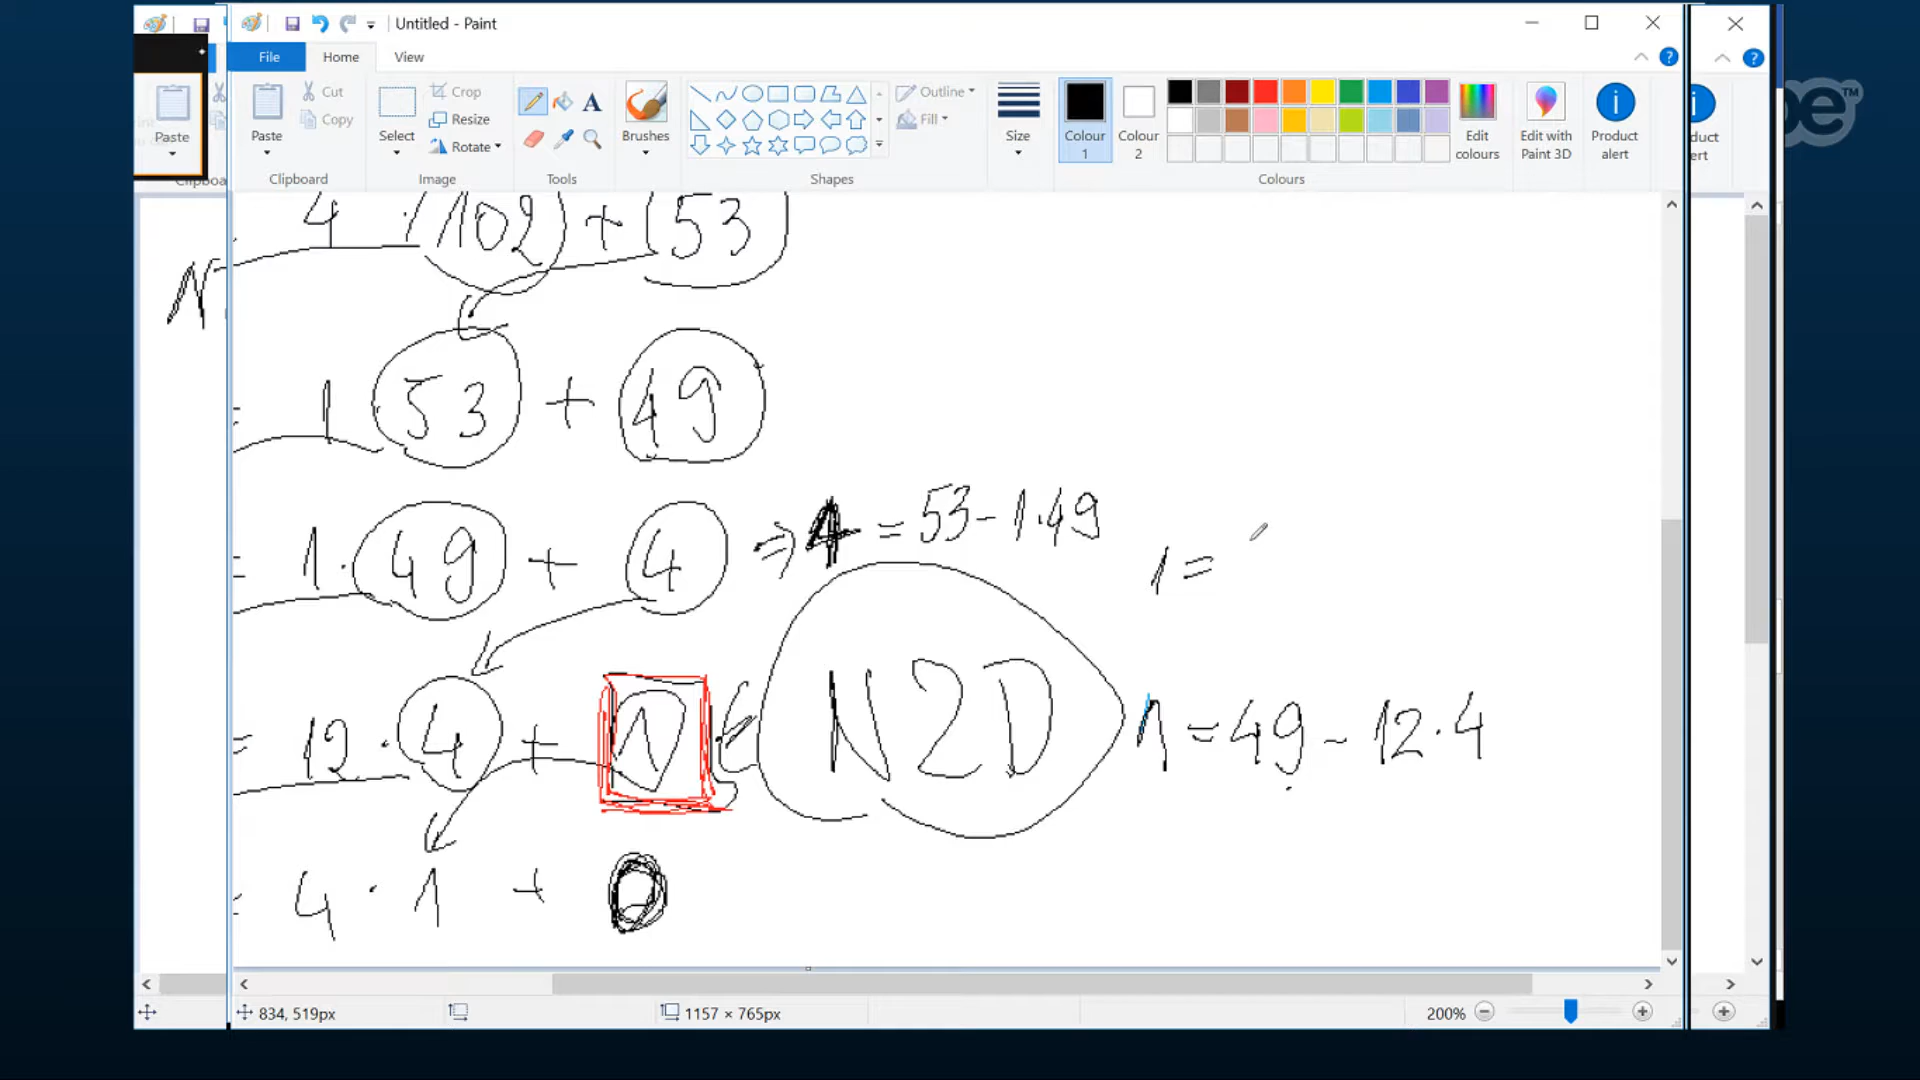 Untitled - Paint
File
Home
View
Paste
Cut
Copy
Clipboard
Select
Crop
Resize
Rotate
Image
Tools
Brushes
Shapes
Outline
Fill
Size
Colour 1
Colour 2
Edit colours
Edit with Paint 3D
Product alert
Colours
Paste
4 · 102 + 53
N
1 53 + 49
= 1 · 49 + 4 ⇒ 4 = 53 - 1·49
1 =
= 12 · 4 + 1
NZD
1 = 49 - 12·4
4 · 1 + 0
834, 519px
1157 × 765px
200%